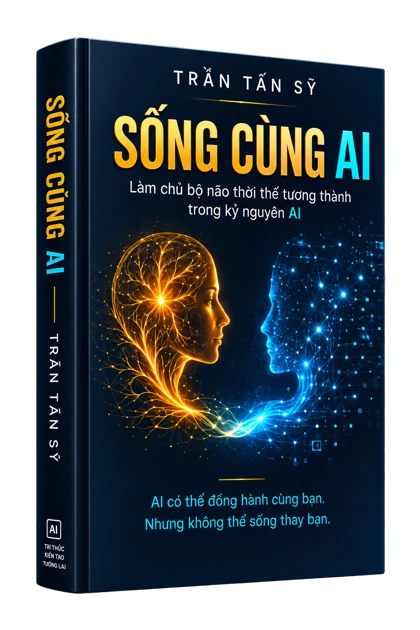 TRẦN TẤN SỸ
SỐNG CÙNG AI
Làm chủ bộ não thời thế tương thành
trong kỷ nguyên AI
AI có thể đồng hành cùng bạn.
Nhưng không thể sống thay bạn.
SỐNG CÙNG AI
TRẦN TẤN SỸ
AI
TRI THỨC
KIẾN TẠO
TƯƠNG LAI